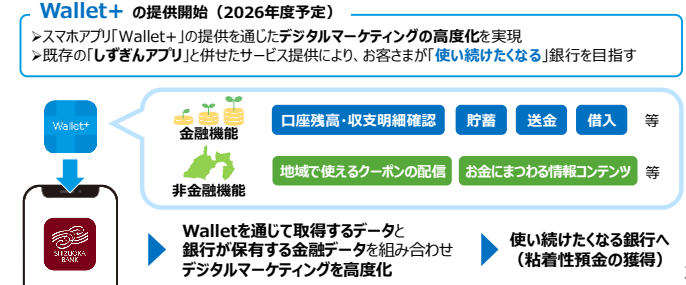 Wallet+ の提供開始（2026年度予定）
➢スマホアプリ「Wallet+」の提供を通じたデジタルマーケティングの高度化を実現
➢既存の「しずぎんアプリ」と併せたサービス提供により、お客さまが「使い続けたくなる」銀行を目指す
Wallet+
金融機能
口座残高・収支明細確認 貯蓄 送金 借入 等
非金融機能
地域で使えるクーポンの配信 お金にまつわる情報コンテンツ 等
SHIZUOKA
BANK
Walletを通じて取得するデータと
銀行が保有する金融データを組み合わせ
デジタルマーケティングを高度化
使い続けたくなる銀行へ
（粘着性預金の獲得）